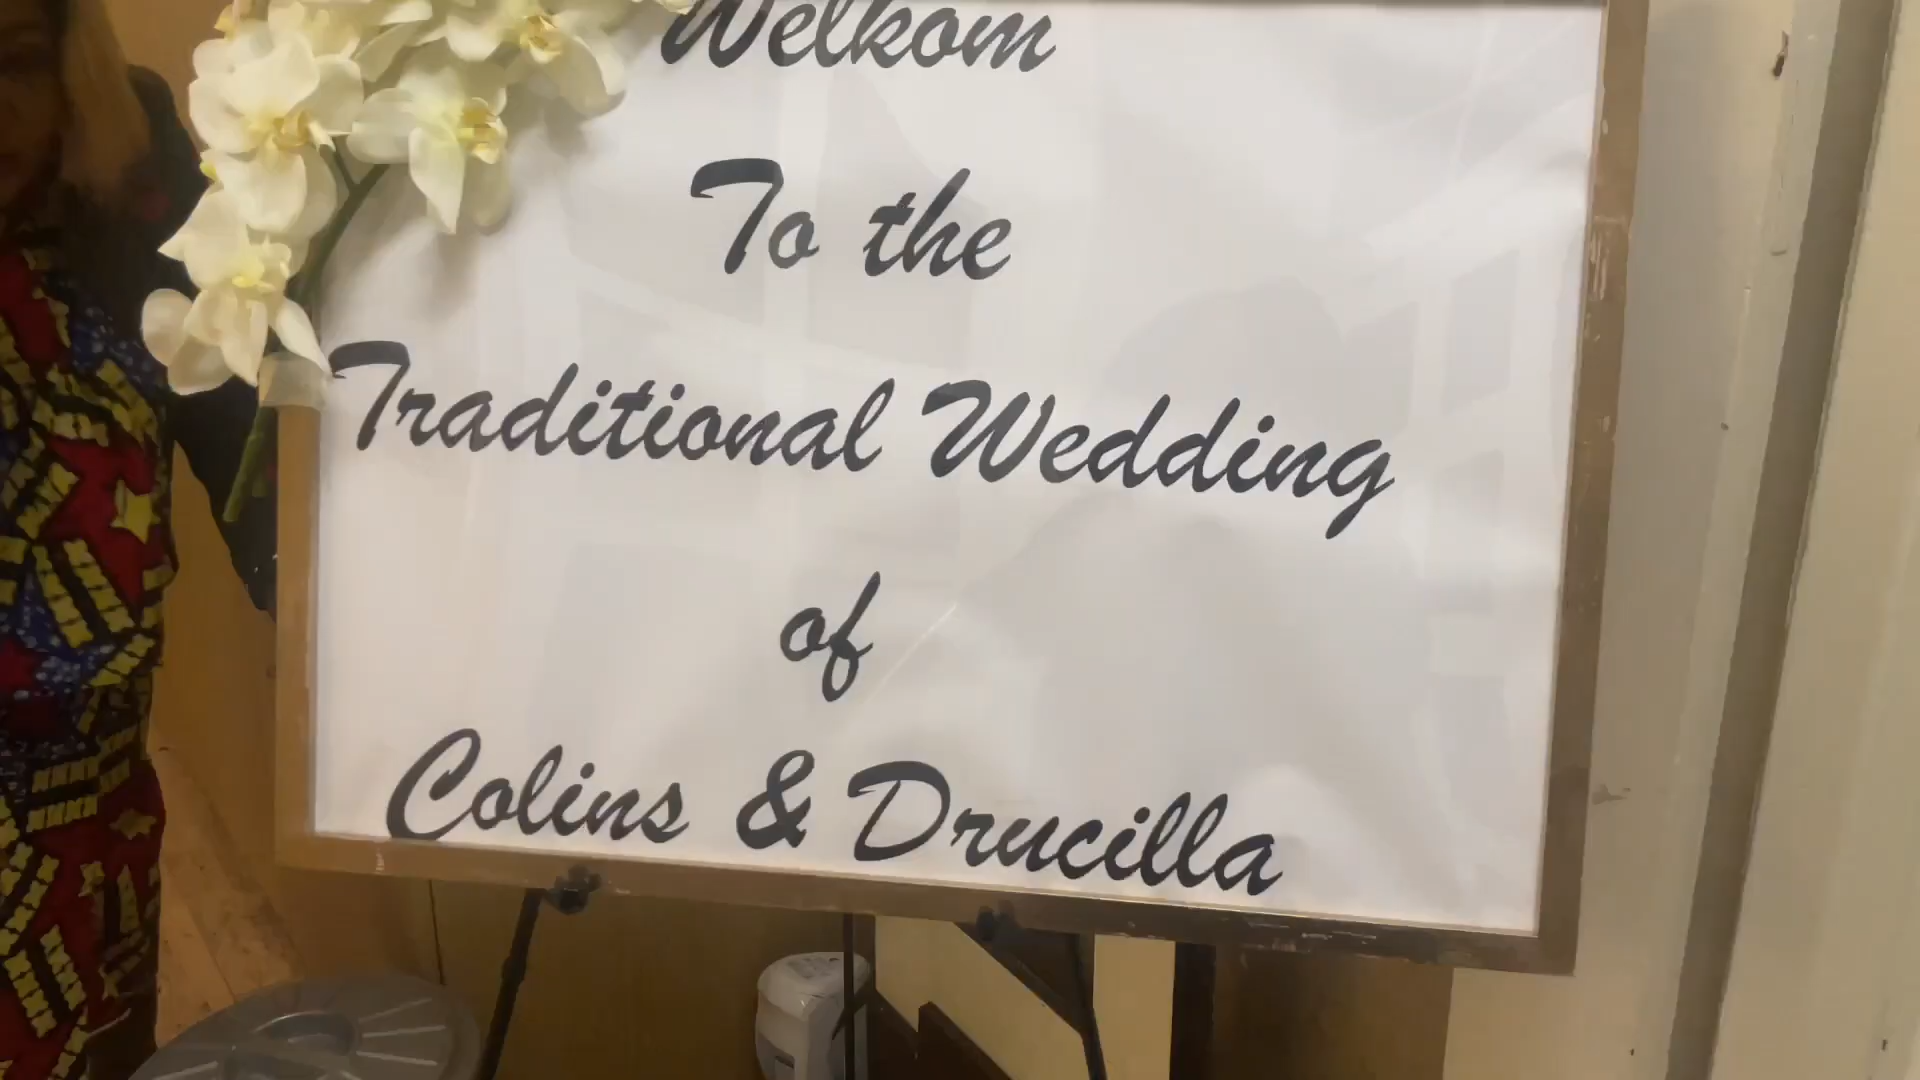 Welkom
To the
Traditional Wedding
of
Colins & Drucilla